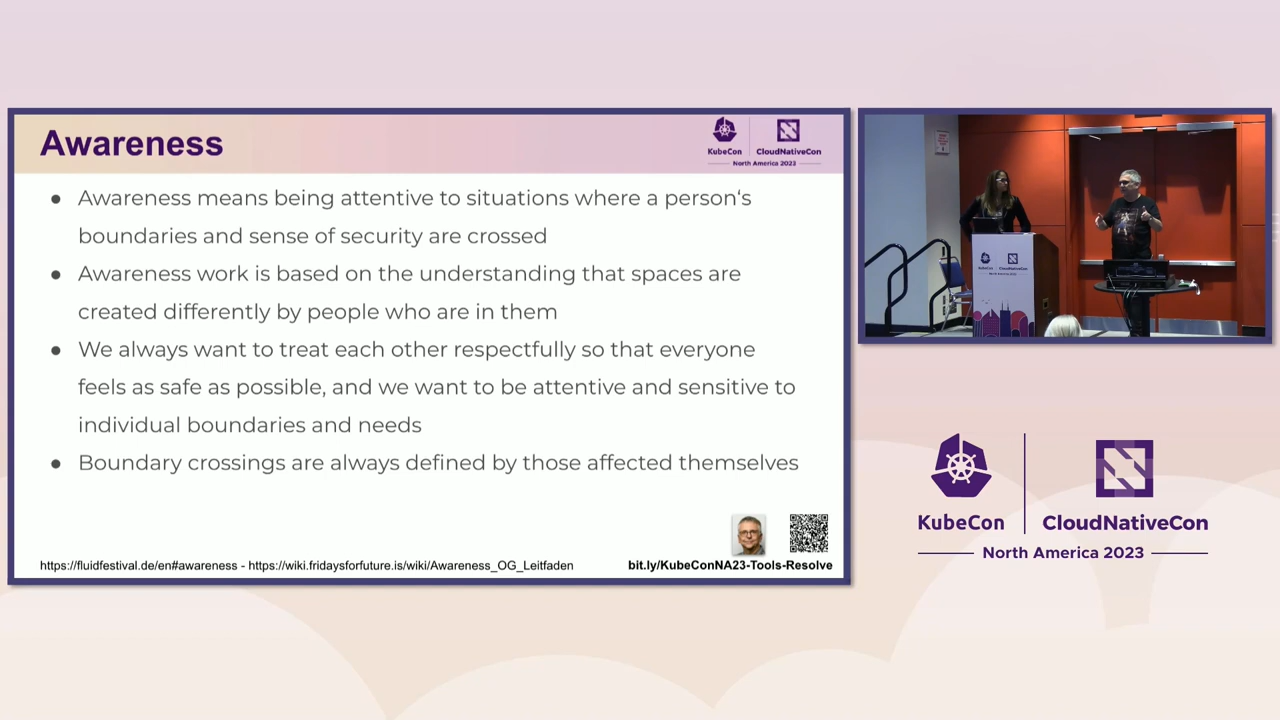 Awareness
KubeCon
CloudNativeCon
North America 2023
● Awareness means being attentive to situations where a person‘s
boundaries and sense of security are crossed
● Awareness work is based on the understanding that spaces are
created differently by people who are in them
● We always want to treat each other respectfully so that everyone
feels as safe as possible, and we want to be attentive and sensitive to
individual boundaries and needs
● Boundary crossings are always defined by those affected themselves
https://fluidfestival.de/en#awareness - https://wiki.fridaysforfuture.is/wiki/Awareness_OG_Leitfaden
bit.ly/KubeConNA23-Tools-Resolve
KubeCon
CloudNativeCon
North America 2023